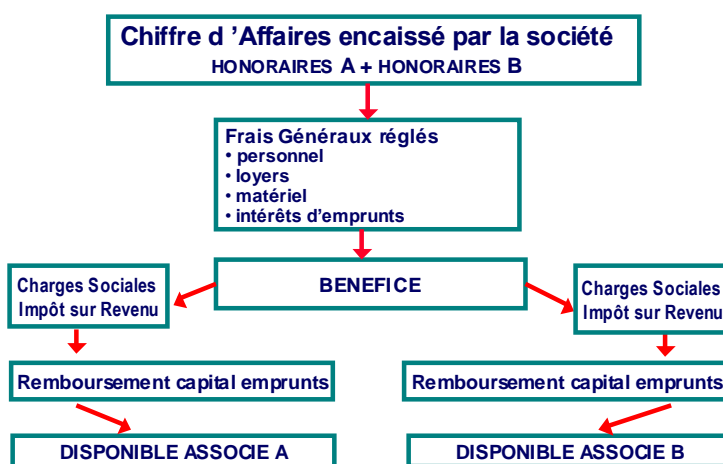 Chiffre d ’Affaires encaissé par la société
HONORAIRES A + HONORAIRES B
Frais Généraux réglés
• personnel
• loyers
• matériel
• intérêts d’emprunts
BENEFICE
Charges Sociales
Impôt sur Revenu
Charges Sociales
Impôt sur Revenu
Remboursement capital emprunts
Remboursement capital emprunts
DISPONIBLE ASSOCIE A
DISPONIBLE ASSOCIE B